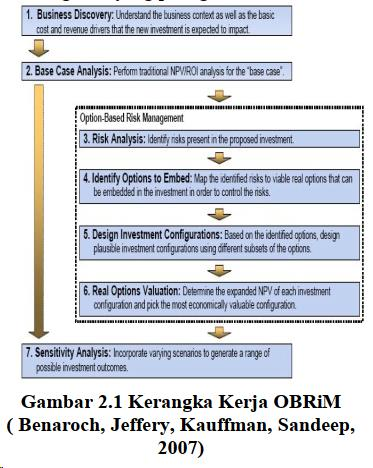 1. Business Discovery: Understand the business context as well as the basic
cost and revenue drivers that the new investment is expected to impact.
2. Base Case Analysis: Perform traditional NPV/ROI analysis for the “base case”.
Option-Based Risk Management
3. Risk Analysis: Identify risks present in the proposed investment.
4. Identify Options to Embed: Map the identified risks to viable real options that can
be embedded in the investment in order to control the risks.
5. Design Investment Configurations: Based on the identified options, design
plausible investment configurations using different subsets of the options.
6. Real Options Valuation: Determine the expanded NPV of each investment
configuration and pick the most economically valuable configuration.
7. Sensitivity Analysis: Incorporate varying scenarios to generate a range of
possible investment outcomes.
Gambar 2.1 Kerangka Kerja OBRiM
( Benaroch, Jeffery, Kauffman, Sandeep,
2007)